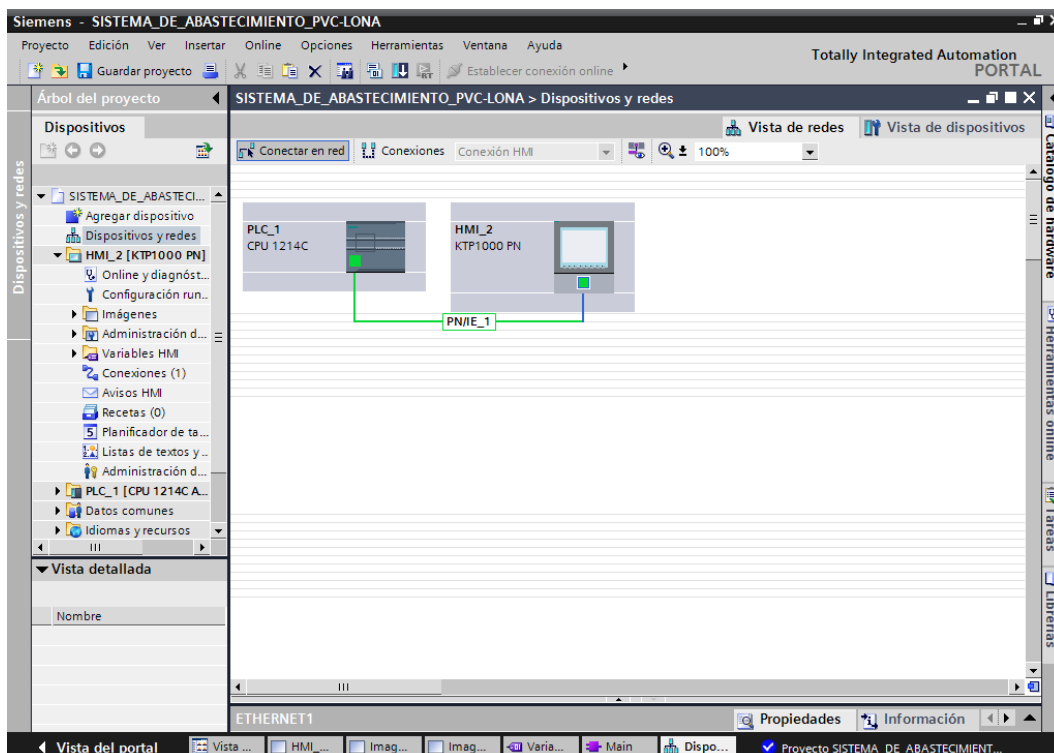 Siemens - SISTEMA_DE_ABASTECIMIENTO_PVC-LONA
Proyecto Edición Ver Insertar Online Opciones Herramientas Ventana Ayuda
Totally Integrated Automation
PORTAL
Guardar proyecto
Establecer conexión online
Árbol del proyecto
SISTEMA_DE_ABASTECIMIENTO_PVC-LONA > Dispositivos y redes
Dispositivos
Vista de redes
Vista de dispositivos
Conectar en red
Conexiones
Conexión HMI
100%
Dispositivos y redes
SISTEMA_DE_ABASTECI...
Agregar dispositivo
Dispositivos y redes
HMI_2 [KTP1000 PN]
Online y diagnóst...
Configuración run..
Imágenes
Administración d...
Variables HMI
Conexiones (1)
Avisos HMI
Recetas (0)
Planificador de ta...
Listas de textos y ..
Administración d...
PLC_1 [CPU 1214C A...
Datos comunes
Idiomas y recursos
PLC_1
CPU 1214C
HMI_2
KTP1000 PN
PN/IE_1
Catálogo de hardware
Herramientas online
Tareas
Librerías
Vista detallada
Nombre
ETHERNET1
Propiedades
Información
Vista del portal
Vista ...
HMI_...
Imag...
Imag...
Varia...
Main
Dispo...
Proyecto SISTEMA_DE_ABASTECIMIENT...